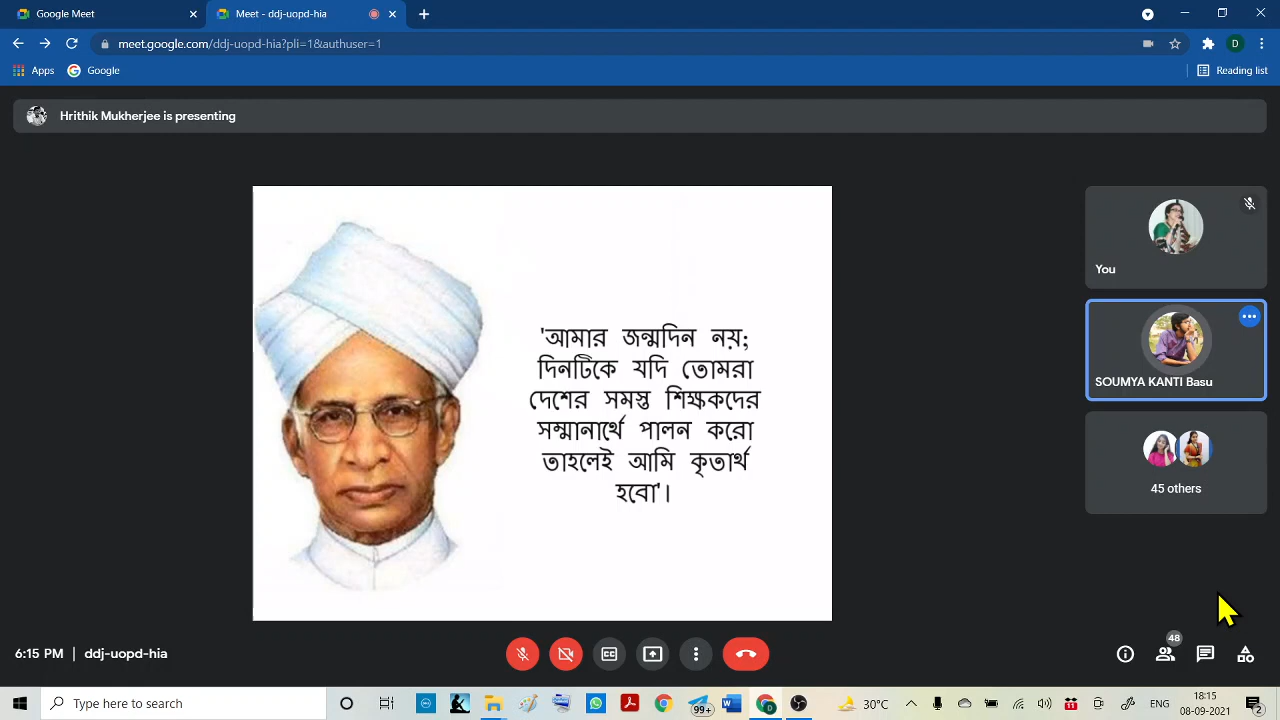 Google Meet
Meet - ddj-uopd-hia
meet.google.com/ddj-uopd-hia?pli=1&authuser=1
D
Apps
Google
Reading list
Hrithik Mukherjee is presenting
'আমার জন্মদিন নয়;
দিনটিকে যদি তোমরা
দেশের সমস্ত শিক্ষকদের
সম্মানার্থে পালন করো
তাহলেই আমি কৃতার্থ
হবো'।
You
SOUMYA KANTI Basu
45 others
6:15 PM | ddj-uopd-hia
48
Type here to search
99+
30°C
11
ENG
18:15
08-09-2021
2